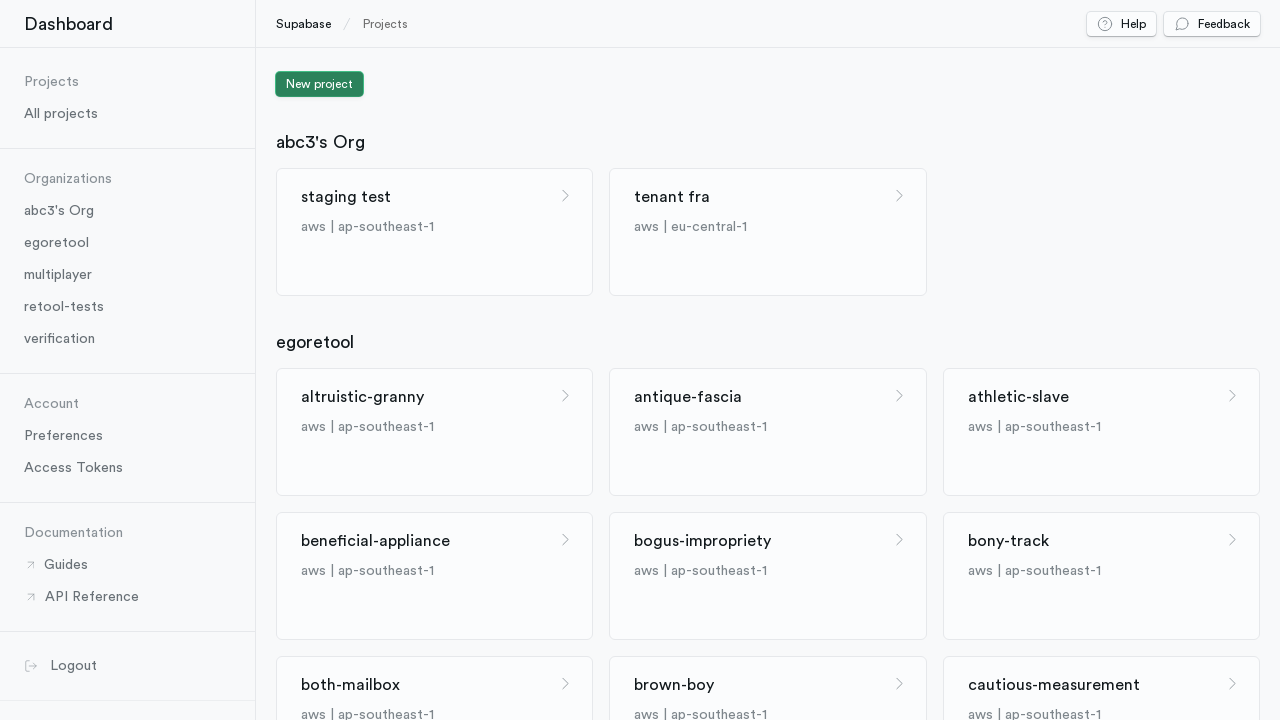 Dashboard
Supabase / Projects
Help
Feedback
Projects
All projects
Organizations
abc3's Org
egoretool
multiplayer
retool-tests
verification
Account
Preferences
Access Tokens
Documentation
Guides
API Reference
Logout
New project
abc3's Org
staging test
aws | ap-southeast-1
tenant fra
aws | eu-central-1
egoretool
altruistic-granny
aws | ap-southeast-1
antique-fascia
aws | ap-southeast-1
athletic-slave
aws | ap-southeast-1
beneficial-appliance
aws | ap-southeast-1
bogus-impropriety
aws | ap-southeast-1
bony-track
aws | ap-southeast-1
both-mailbox
aws | ap-southeast-1
brown-boy
aws | ap-southeast-1
cautious-measurement
aws | ap-southeast-1